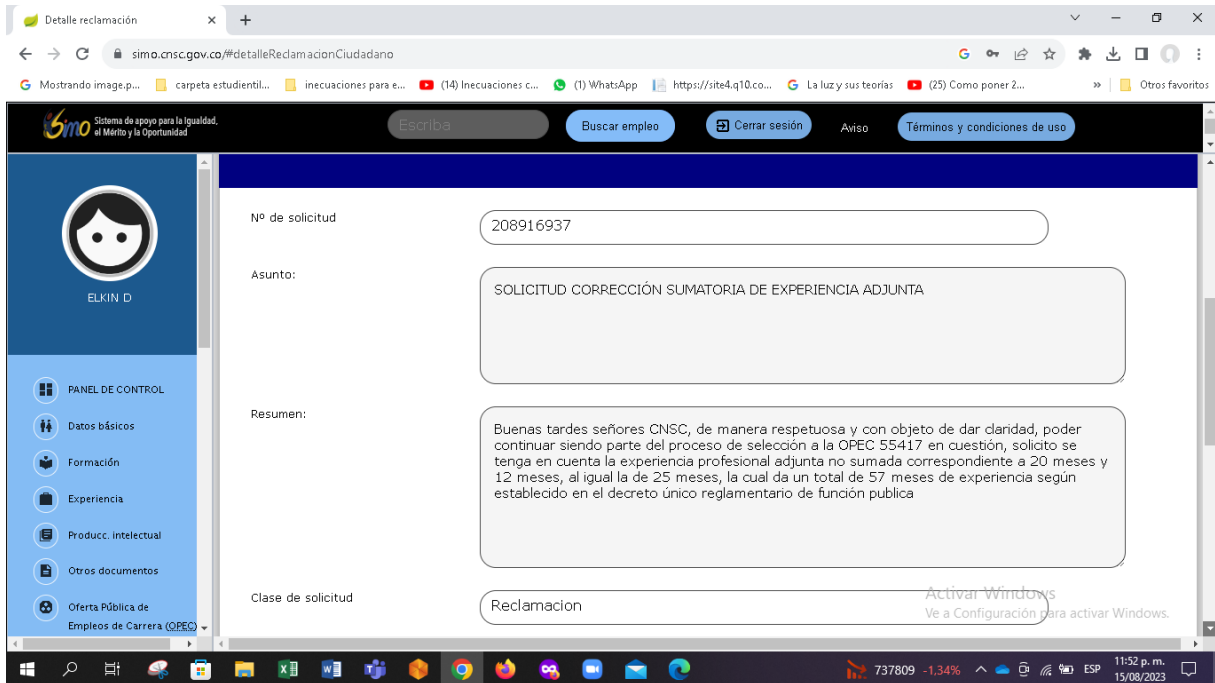 Detalle reclamación
simo.cnsc.gov.co/#detalleReclamacionCiudadano
Mostrando image.p...
carpeta estudientil...
inecuaciones para e...
(14) Inecuaciones c...
(1) WhatsApp
https://site4.q10.co...
La luz y sus teorías
(25) Como poner 2...
»
Otros favoritos
Simo
Sistema de apoyo para la Igualdad,
el Mérito y la Oportunidad
Escriba
Buscar empleo
Cerrar sesión
Aviso
Términos y condiciones de uso
ELKIN D
PANEL DE CONTROL
Datos básicos
Formación
Experiencia
Producc. intelectual
Otros documentos
Oferta Pública de
Empleos de Carrera (OPEC)
Nº de solicitud
208916937
Asunto:
SOLICITUD CORRECCIÓN SUMATORIA DE EXPERIENCIA ADJUNTA
Resumen:
Buenas tardes señores CNSC, de manera respetuosa y con objeto de dar claridad, poder
continuar siendo parte del proceso de selección a la OPEC 55417 en cuestión, solicito se
tenga en cuenta la experiencia profesional adjunta no sumada correspondiente a 20 meses y
12 meses, al igual la de 25 meses, la cual da un total de 57 meses de experiencia según
establecido en el decreto único reglamentario de función publica
Clase de solicitud
Reclamacion
Activar Windows
Ve a Configuración para activar Windows.
737809 -1,34%
ESP
11:52 p. m.
15/08/2023